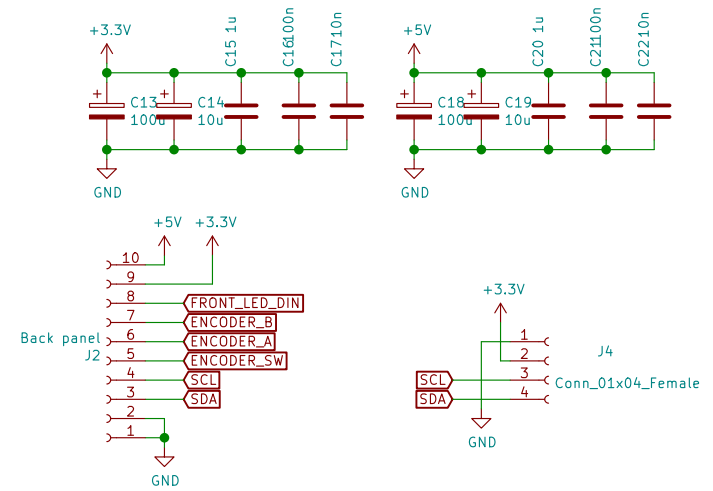 +3.3V
C13
100u
C14
10u
C15 1u
C16
100n
C17
10n
GND
+5V
C18
100u
C19
10u
C20 1u
C21
100n
C22
10n
GND
+5V
+3.3V
Back panel
J2
10
9
8 FRONT_LED_DIN
7 ENCODER_B
6 ENCODER_A
5 ENCODER_SW
4 SCL
3 SDA
2
1
GND
+3.3V
J4
Conn_01x04_Female
1
2
SCL 3
SDA 4
GND